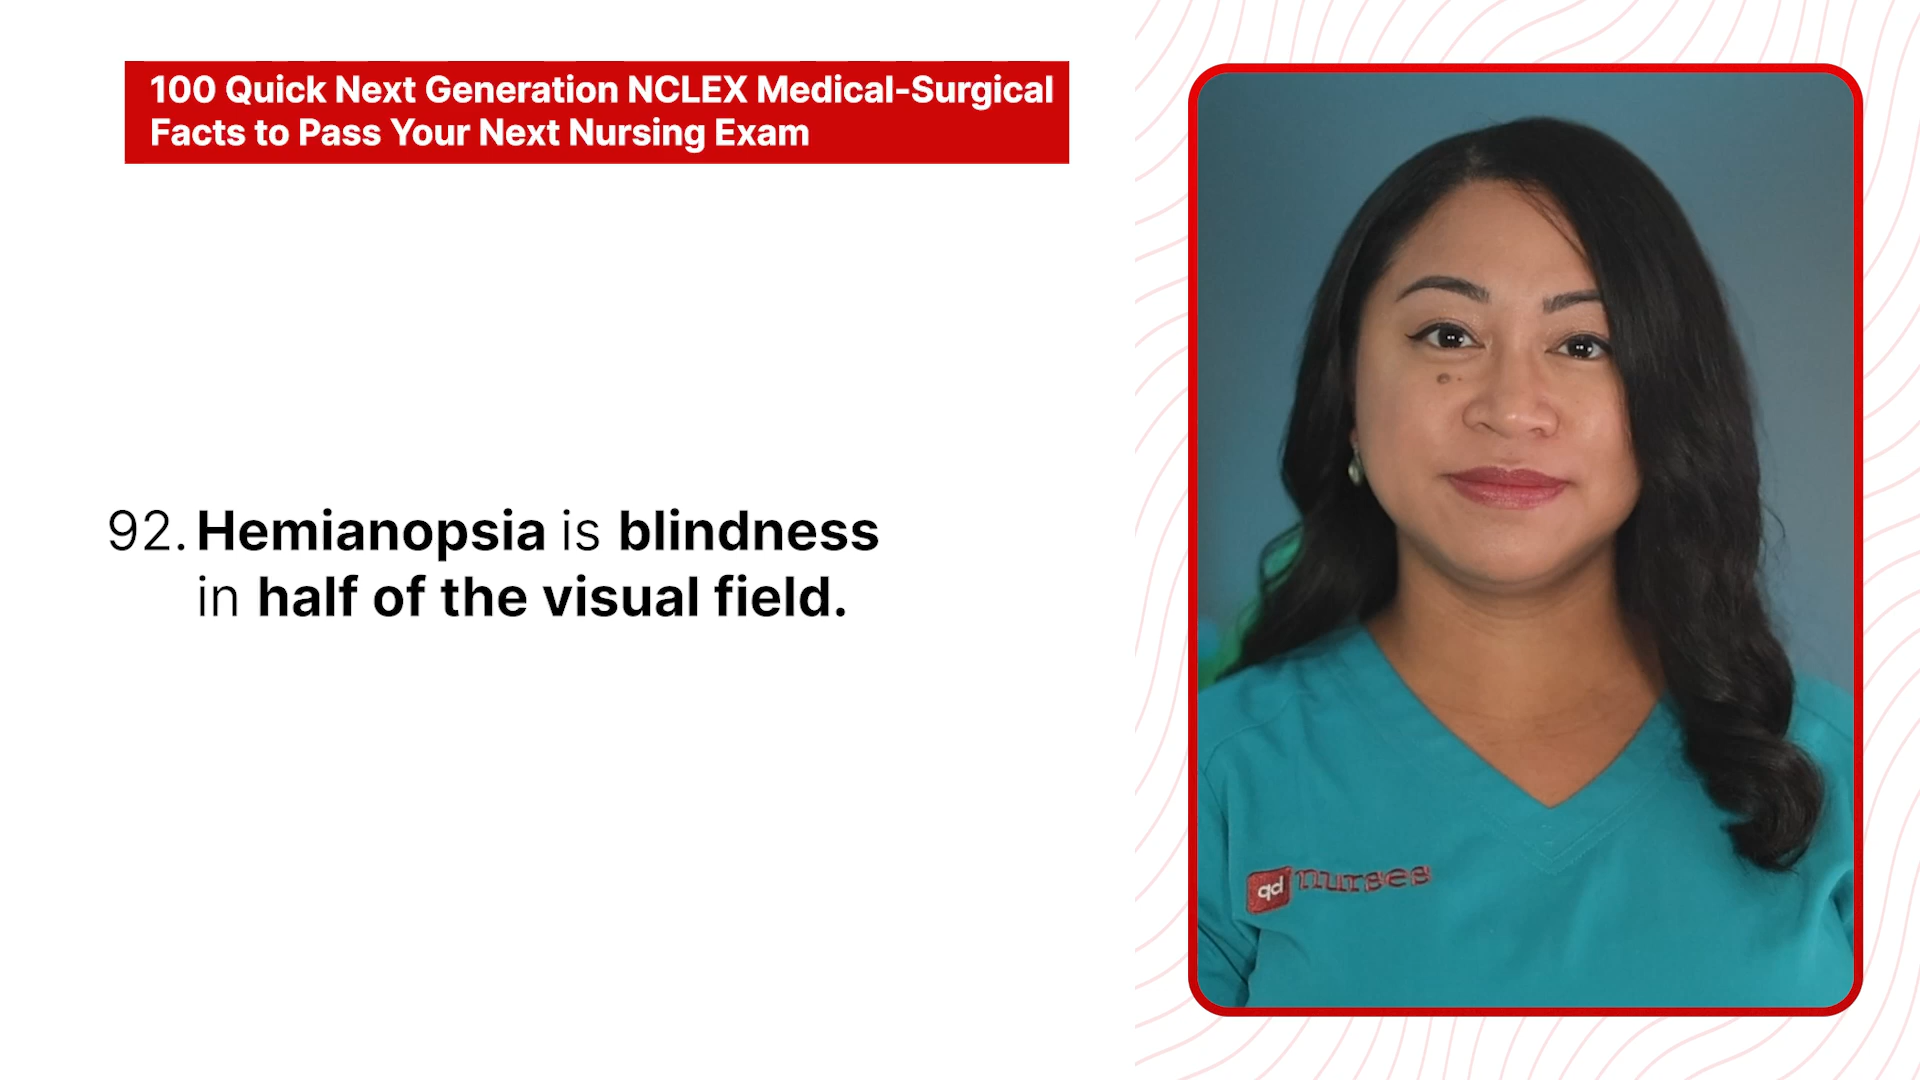 100 Quick Next Generation NCLEX Medical-Surgical
Facts to Pass Your Next Nursing Exam
92. Hemianopsia is blindness
in half of the visual field.
qd nurses